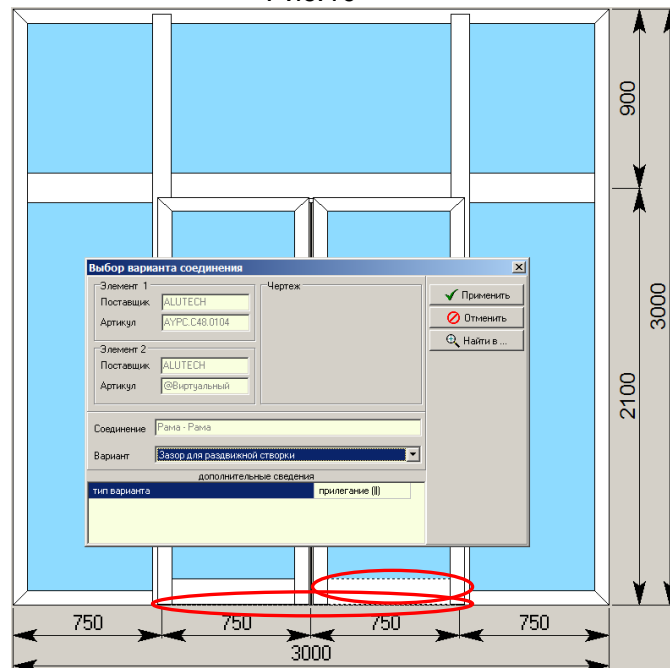 900
Выбор варианта соединения
Элемент 1
Поставщик ALUTECH
Артикул AYPC.C48.0104
Чертеж
Применить
Отменить
Найти в ...
Элемент 2
Поставщик ALUTECH
Артикул @Виртуальный
3000
2100
Соединение Рама - Рама
Вариант Зазор для раздвижной створки
дополнительные сведения
тип варианта прилегание (||)
750 750 750 750
3000